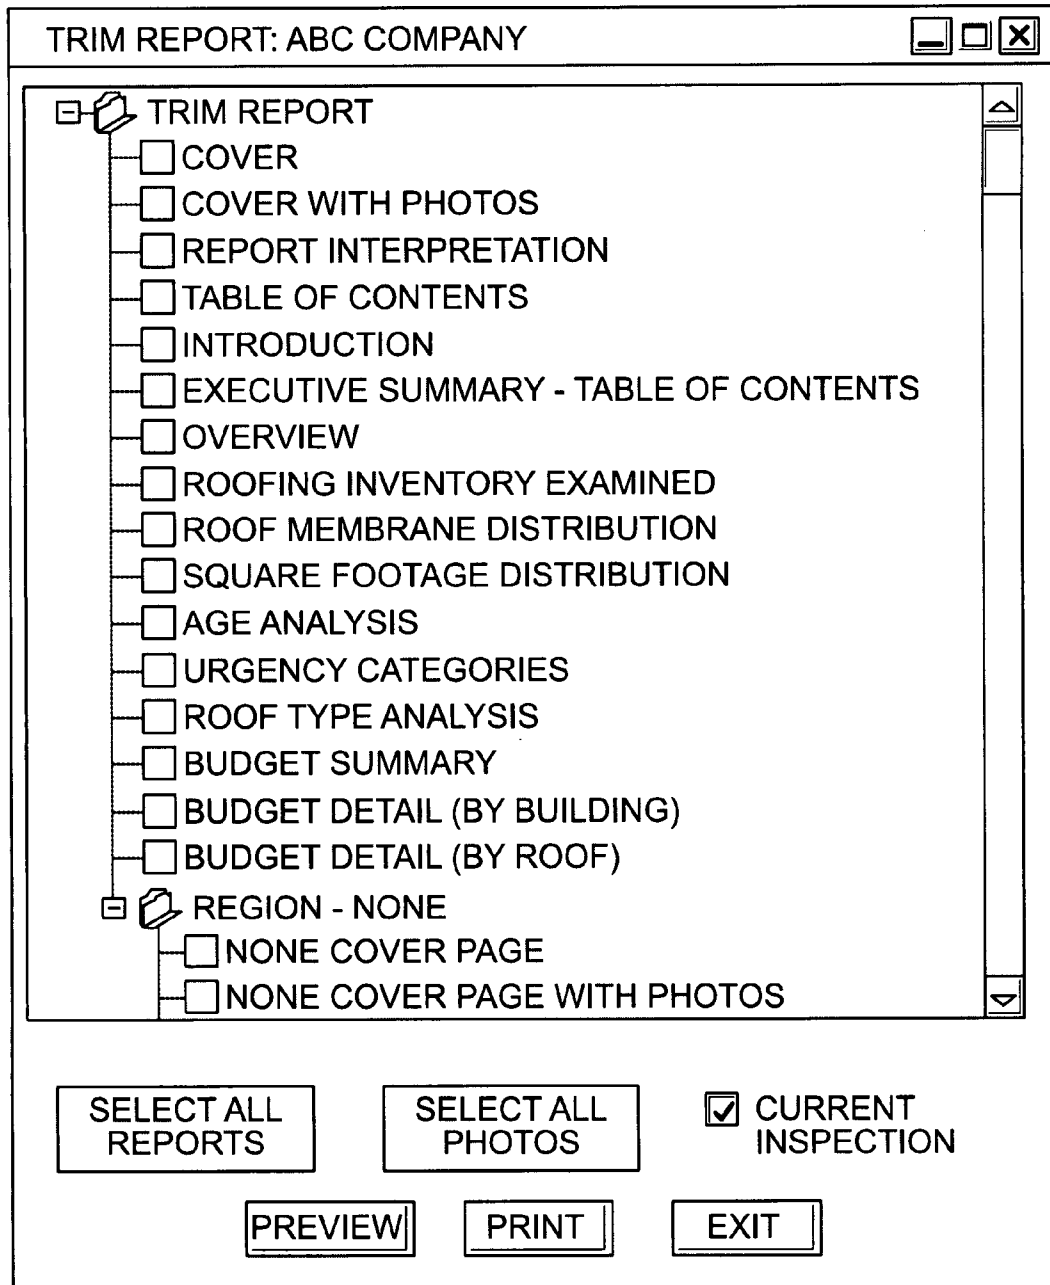 TRIM REPORT: ABC COMPANY
TRIM REPORT
COVER
COVER WITH PHOTOS
REPORT INTERPRETATION
TABLE OF CONTENTS
INTRODUCTION
EXECUTIVE SUMMARY - TABLE OF CONTENTS
OVERVIEW
ROOFING INVENTORY EXAMINED
ROOF MEMBRANE DISTRIBUTION
SQUARE FOOTAGE DISTRIBUTION
AGE ANALYSIS
URGENCY CATEGORIES
ROOF TYPE ANALYSIS
BUDGET SUMMARY
BUDGET DETAIL (BY BUILDING)
BUDGET DETAIL (BY ROOF)
REGION - NONE
NONE COVER PAGE
NONE COVER PAGE WITH PHOTOS
SELECT ALL
REPORTS
SELECT ALL
PHOTOS
CURRENT
INSPECTION
PREVIEW
PRINT
EXIT